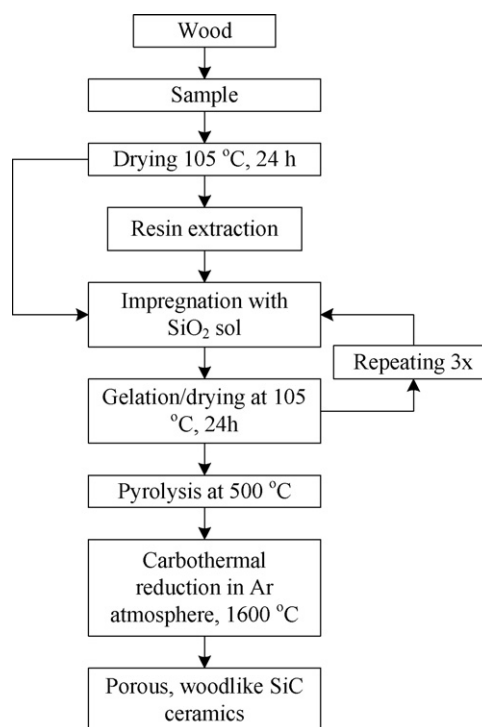 Wood
Sample
Drying 105 °C, 24 h
Resin extraction
Impregnation with
SiO₂ sol
Repeating 3x
Gelation/drying at 105
°C, 24h
Pyrolysis at 500 °C
Carbothermal
reduction in Ar
atmosphere, 1600 °C
Porous, woodlike SiC
ceramics